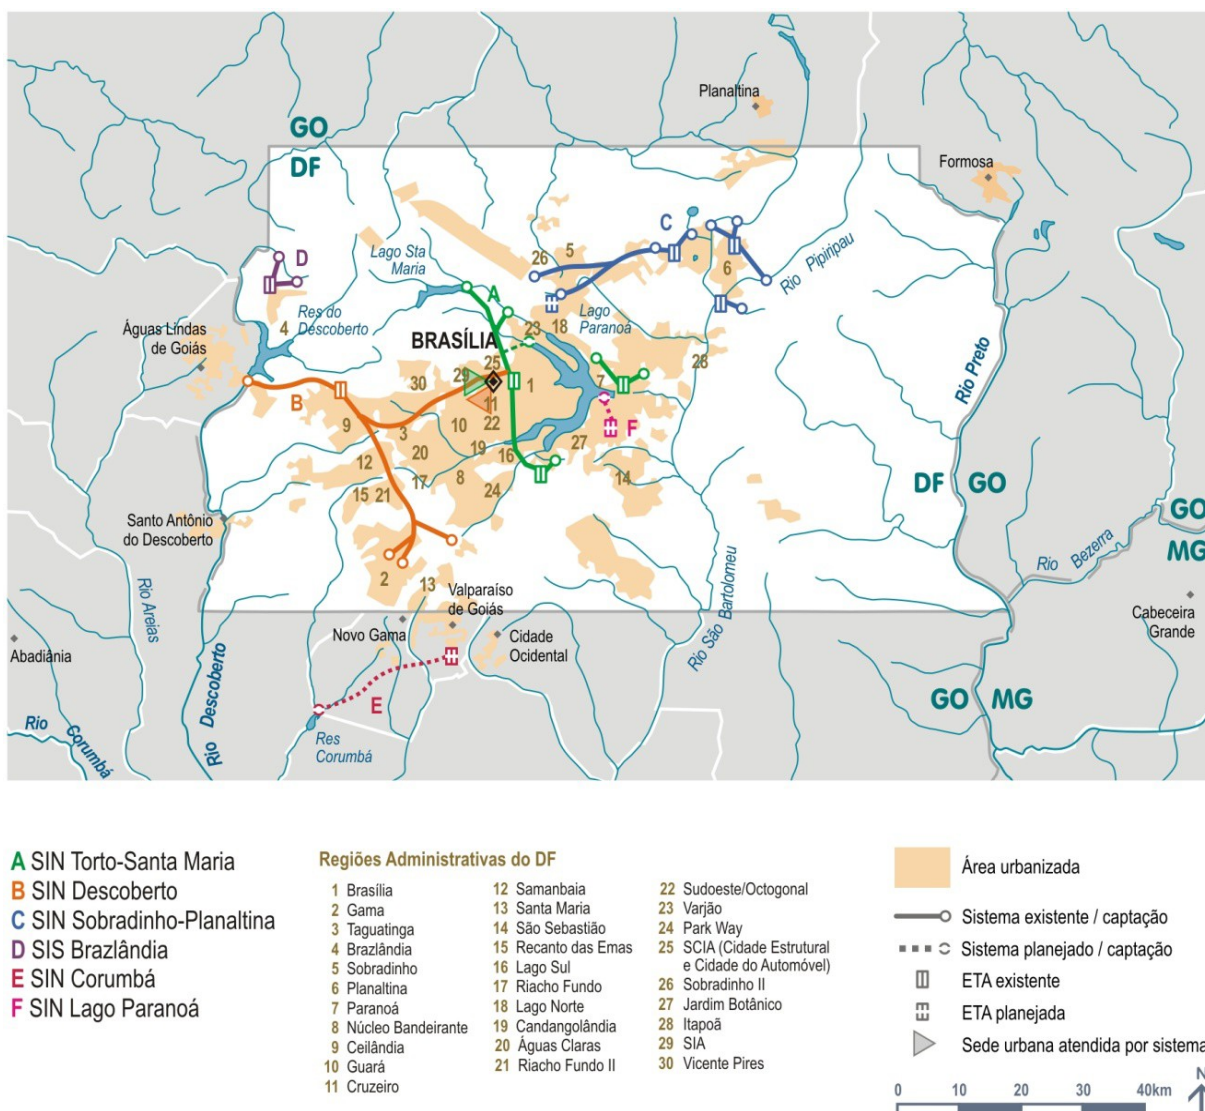 Planaltina
GO
DF
Formosa
C
5
26
6
Rio Pipiripau
D
Lago Sta
Maria
A
Res do
Descoberto
4
Lago
Paranoá
23
18
Águas Lindas
de Goiás
BRASÍLIA
25
29
30
1
7
28
Rio Preto
B
11
9
3
10
22
F
20
19
16
27
12
17
8
24
14
15
21
DF
GO
GO
MG
Santo Antônio
do Descoberto
Rio
Bezerra
2
13
Valparaíso
de Goiás
Rio São Bartolomeu
Rio Areias
Cabeceira
Grande
Novo Gama
Cidade
Ocidental
Abadiânia
Rio Descoberto
E
GO
MG
Rio
Corumbá
Res
Corumbá
A SIN Torto-Santa Maria
B SIN Descoberto
C SIN Sobradinho-Planaltina
D SIS Brazlândia
E SIN Corumbá
F SIN Lago Paranoá
Regiões Administrativas do DF
1 Brasília
2 Gama
3 Taguatinga
4 Brazlândia
5 Sobradinho
6 Planaltina
7 Paranoá
8 Núcleo Bandeirante
9 Ceilândia
10 Guará
11 Cruzeiro
12 Samanbaia
13 Santa Maria
14 São Sebastião
15 Recanto das Emas
16 Lago Sul
17 Riacho Fundo
18 Lago Norte
19 Candangolândia
20 Águas Claras
21 Riacho Fundo II
22 Sudoeste/Octogonal
23 Varjão
24 Park Way
25 SCIA (Cidade Estrutural
e Cidade do Automóvel)
26 Sobradinho II
27 Jardim Botânico
28 Itapoã
29 SIA
30 Vicente Pires
Área urbanizada
Sistema existente / captação
Sistema planejado / captação
ETA existente
ETA planejada
Sede urbana atendida por sistema
0 10 20 30 40km
N